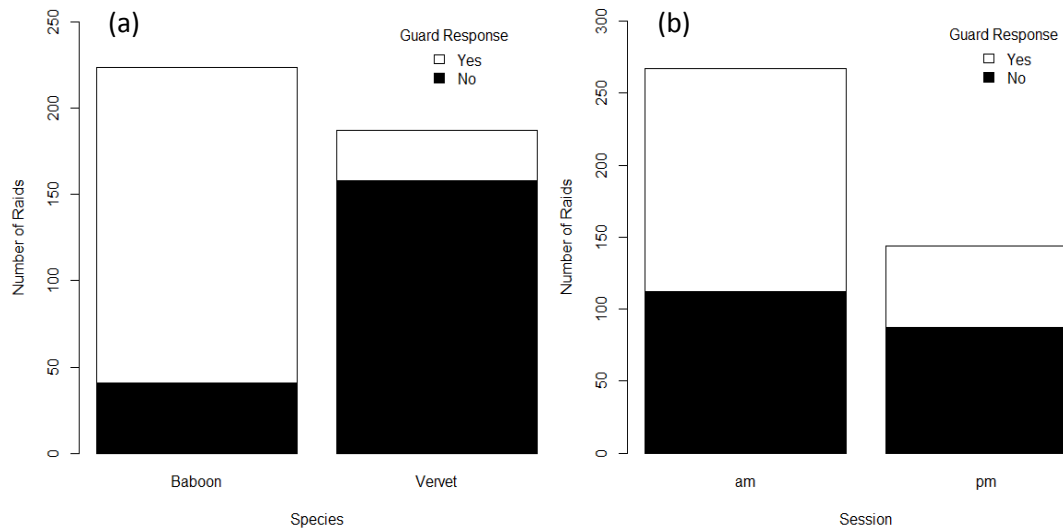 (a)
Guard Response
Yes
No
250
200
150
100
50
0
Number of Raids
Baboon
Vervet
Species
(b)
Guard Response
Yes
No
300
250
200
150
100
50
0
Number of Raids
am
pm
Session